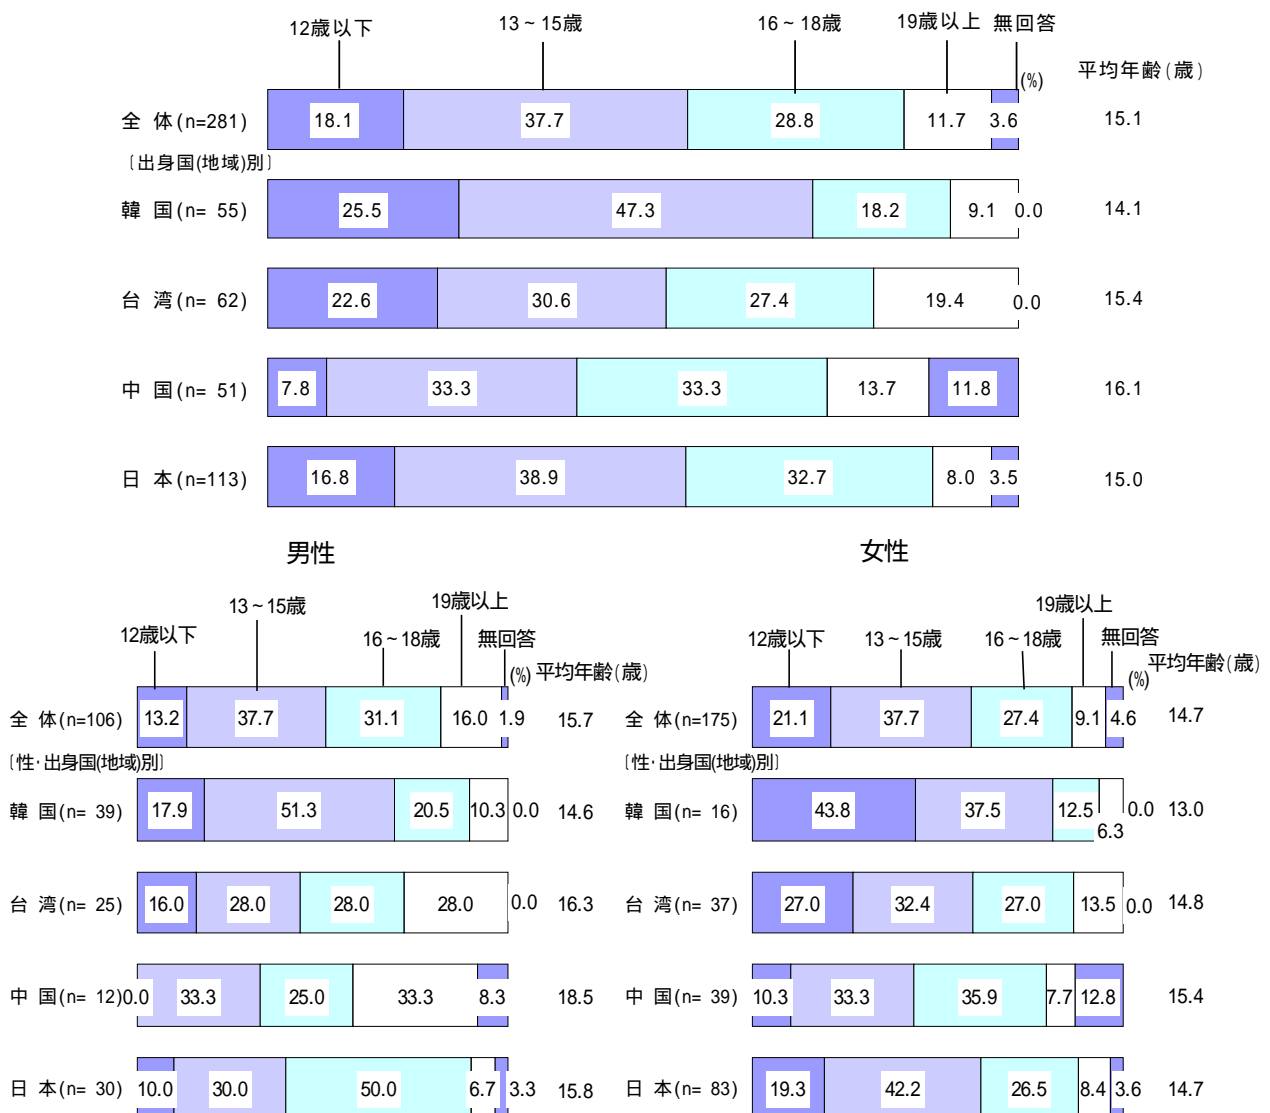 12歳以下 13～15歳 16～18歳 19歳以上 無回答
(%) 平均年齢(歳)
全 体(n=281) 18.1 37.7 28.8 11.7 3.6 15.1
〔出身国(地域)別〕
韓 国(n= 55) 25.5 47.3 18.2 9.1 0.0 14.1
台 湾(n= 62) 22.6 30.6 27.4 19.4 0.0 15.4
中 国(n= 51) 7.8 33.3 33.3 13.7 11.8 16.1
日 本(n=113) 16.8 38.9 32.7 8.0 3.5 15.0
男性
12歳以下 13～15歳 16～18歳 19歳以上 無回答
(%) 平均年齢(歳)
全 体(n=106) 13.2 37.7 31.1 16.0 1.9 15.7
〔性・出身国(地域)別〕
韓 国(n= 39) 17.9 51.3 20.5 10.3 0.0 14.6
台 湾(n= 25) 16.0 28.0 28.0 28.0 0.0 16.3
中 国(n= 12) 0.0 33.3 25.0 33.3 8.3 18.5
日 本(n= 30) 10.0 30.0 50.0 6.7 3.3 15.8
女性
12歳以下 13～15歳 16～18歳 19歳以上 無回答
(%) 平均年齢(歳)
全 体(n=175) 21.1 37.7 27.4 9.1 4.6 14.7
〔性・出身国(地域)別〕
韓 国(n= 16) 43.8 37.5 12.5 6.3 0.0 13.0
台 湾(n= 37) 27.0 32.4 27.0 13.5 0.0 14.8
中 国(n= 39) 10.3 33.3 35.9 7.7 12.8 15.4
日 本(n= 83) 19.3 42.2 26.5 8.4 3.6 14.7